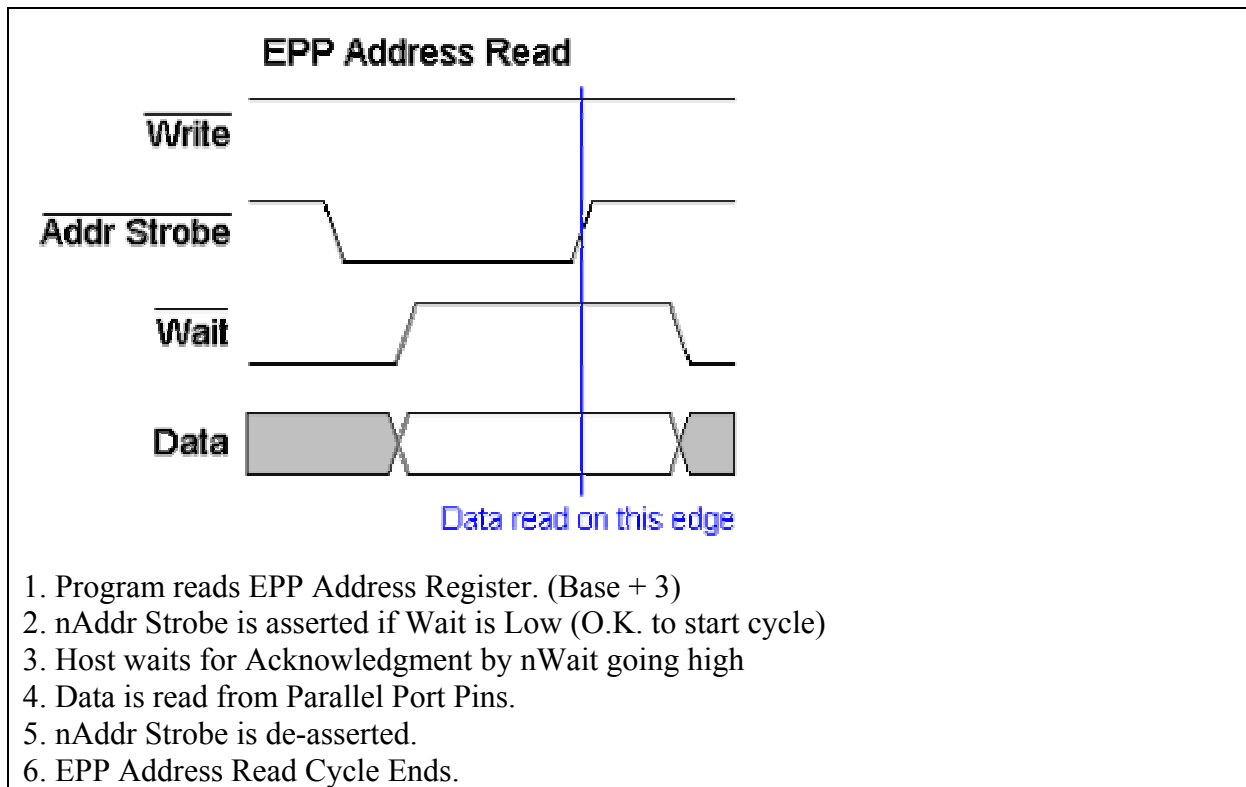 EPP Address Read
Write
Addr Strobe
Wait
Data
Data read on this edge
1. Program reads EPP Address Register. (Base + 3)
2. nAddr Strobe is asserted if Wait is Low (O.K. to start cycle)
3. Host waits for Acknowledgment by nWait going high
4. Data is read from Parallel Port Pins.
5. nAddr Strobe is de-asserted.
6. EPP Address Read Cycle Ends.